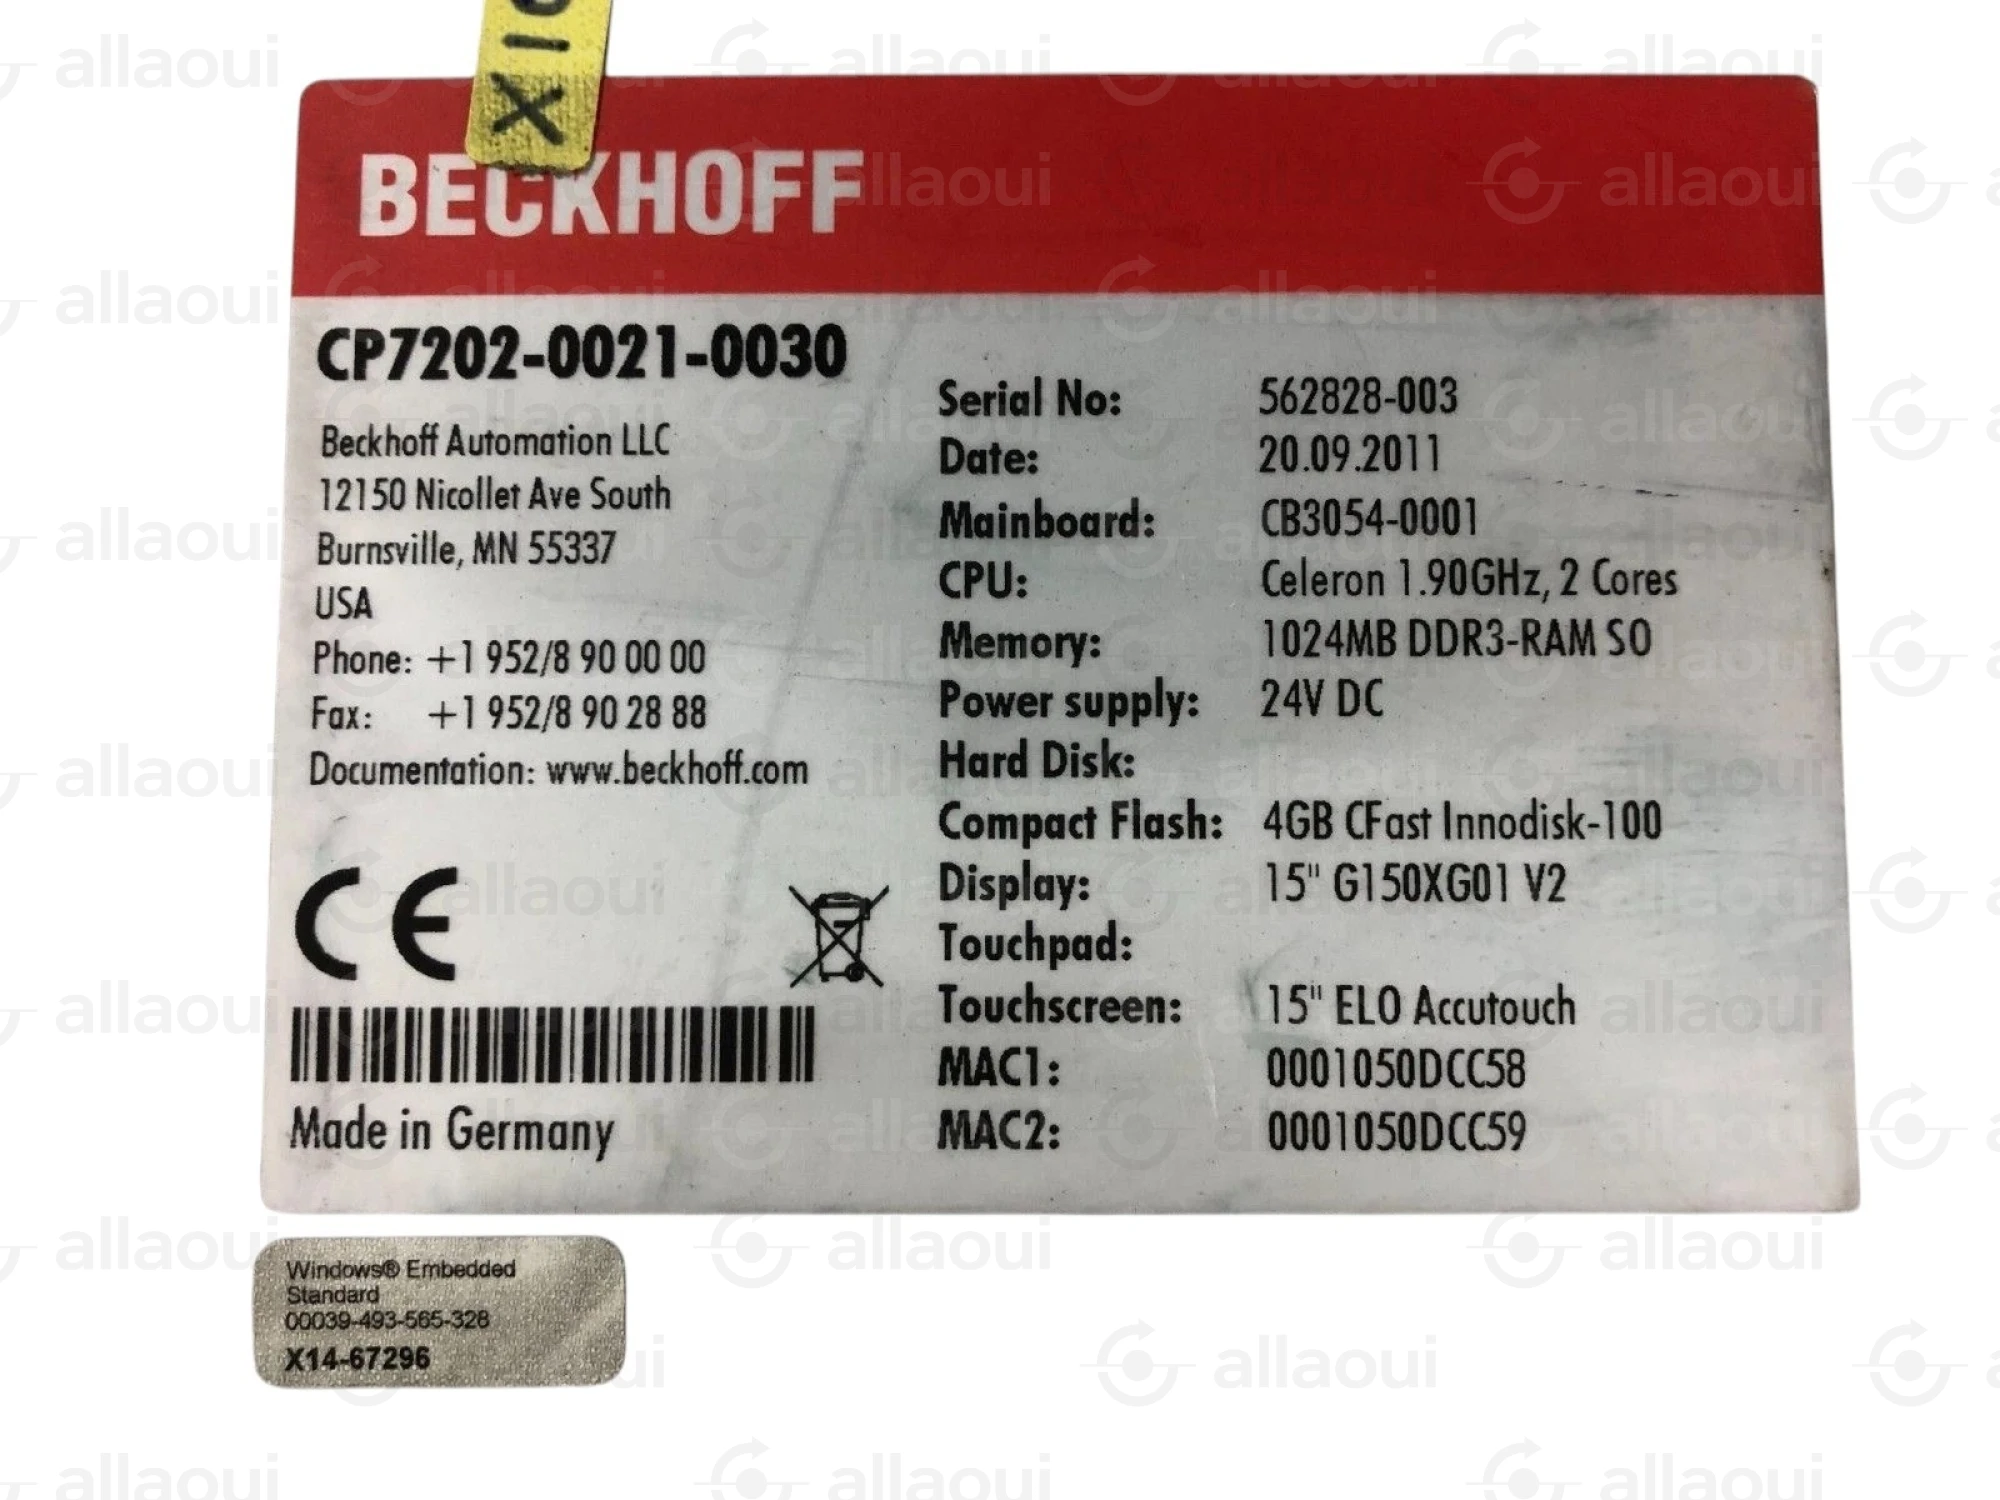 XI
BECKHOFF
CP7202-0021-0030
Beckhoff Automation LLC
12150 Nicollet Ave South
Burnsville, MN 55337
USA
Phone: +1 952/8 90 00 00
Fax: +1 952/8 90 28 88
Documentation: www.beckhoff.com
CE
Made in Germany
Serial No: 562828-003
Date: 20.09.2011
Mainboard: CB3054-0001
CPU: Celeron 1.90GHz, 2 Cores
Memory: 1024MB DDR3-RAM SO
Power supply: 24V DC
Hard Disk:
Compact Flash: 4GB CFast Innodisk-100
Display: 15" G150XG01 V2
Touchpad:
Touchscreen: 15" ELO Accutouch
MAC1: 0001050DCC58
MAC2: 0001050DCC59
Windows® Embedded
Standard
00039-493-565-328
X14-67296
allaoui